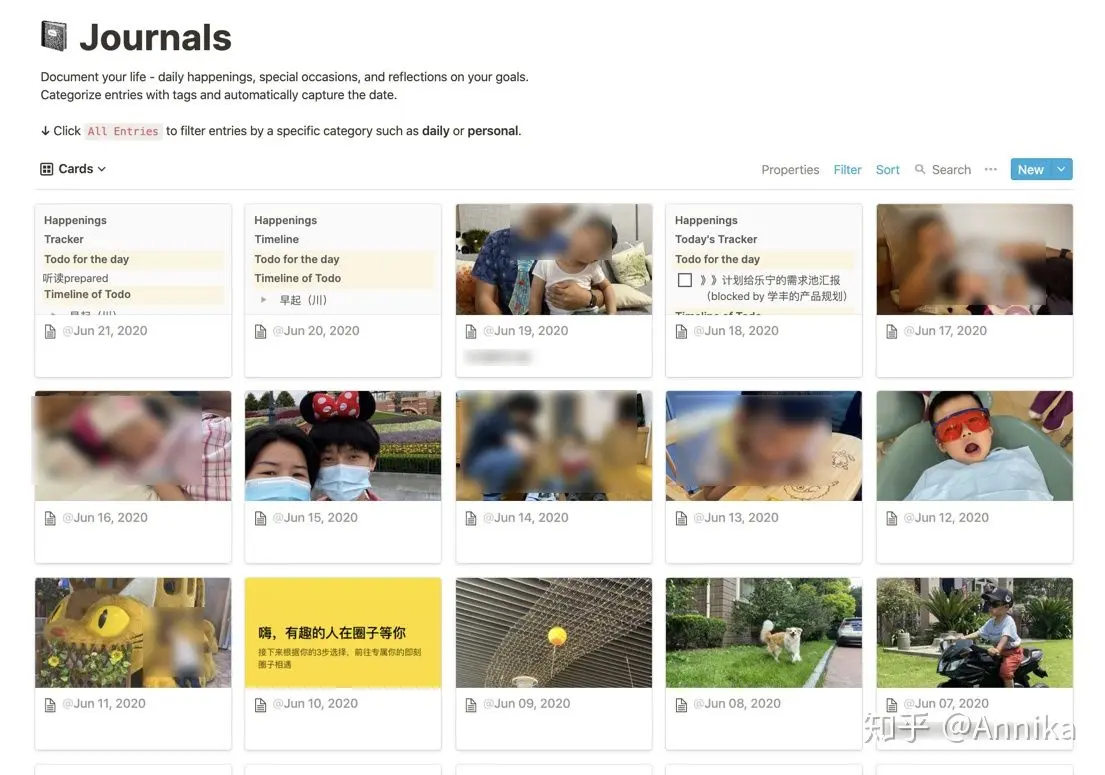 Journals
Document your life - daily happenings, special occasions, and reflections on your goals.
Categorize entries with tags and automatically capture the date.
↓ Click All Entries to filter entries by a specific category such as daily or personal.
Cards
Properties Filter Sort Search ··· New
Happenings
Tracker
Todo for the day
听读prepared
Timeline of Todo
早起（川）
@Jun 21, 2020
Happenings
Timeline
Todo for the day
Timeline of Todo
早起（川）
@Jun 20, 2020
@Jun 19, 2020
Happenings
Today's Tracker
Todo for the day
》》计划给乐宁的需求池汇报
（blocked by 学丰的产品规划）
Timeline of Todo
@Jun 18, 2020
@Jun 17, 2020
@Jun 16, 2020
@Jun 15, 2020
@Jun 14, 2020
@Jun 13, 2020
@Jun 12, 2020
@Jun 11, 2020
嗨，有趣的人在圈子等你
接下来根据你的3步选择，前往专属你的即刻
圈子相遇
@Jun 10, 2020
@Jun 09, 2020
@Jun 08, 2020
@Jun 07, 2020
知乎 @Annika